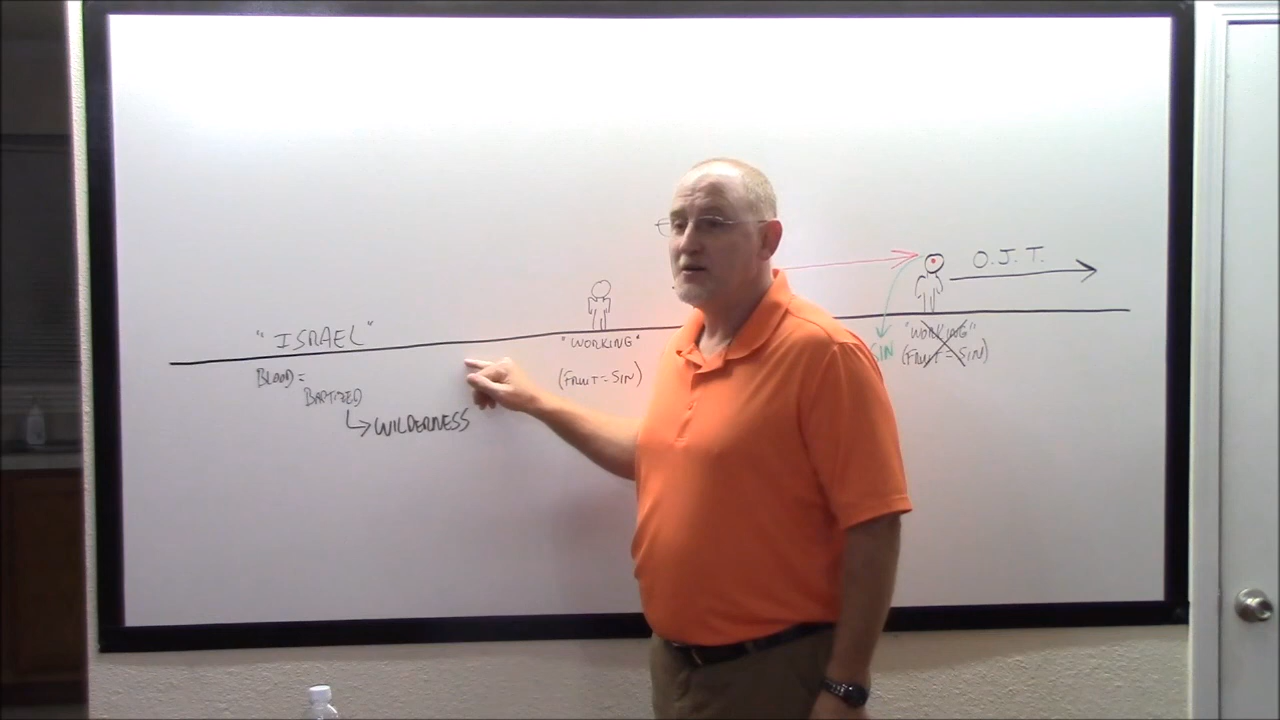 "ISRAEL"
BLOOD =
BAPTIZED
WILDERNESS
"WORKING"
(FRUIT = SIN)
O.J.T.
SIN
"WORKING"
(FRUIT = SIN)